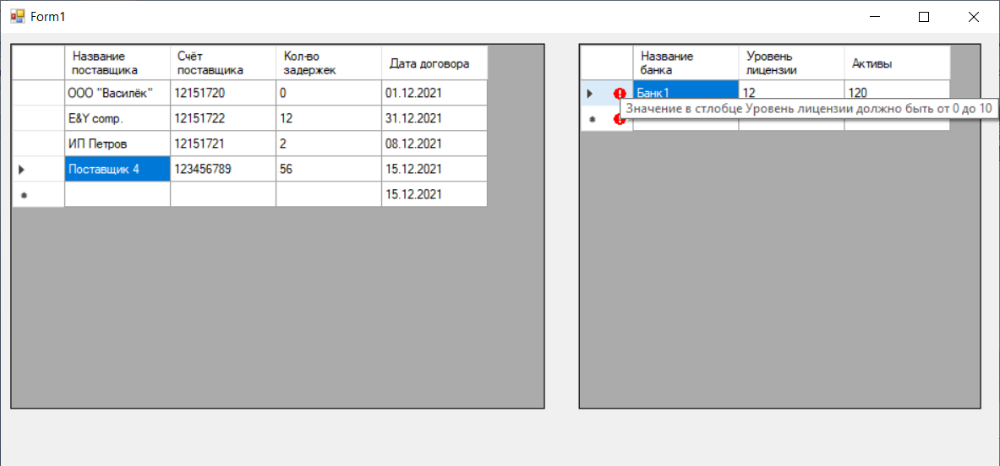 Form1
Название поставщика Счёт поставщика Кол-во задержек Дата договора
ООО "Василёк" 12151720 0 01.12.2021
E&Y comp. 12151722 12 31.12.2021
ИП Петров 12151721 2 08.12.2021
Поставщик 4 123456789 56 15.12.2021
15.12.2021
Название банка Уровень лицензии Активы
Банк1 12 120
Значение в стлобце Уровень лицензии должно быть от 0 до 10